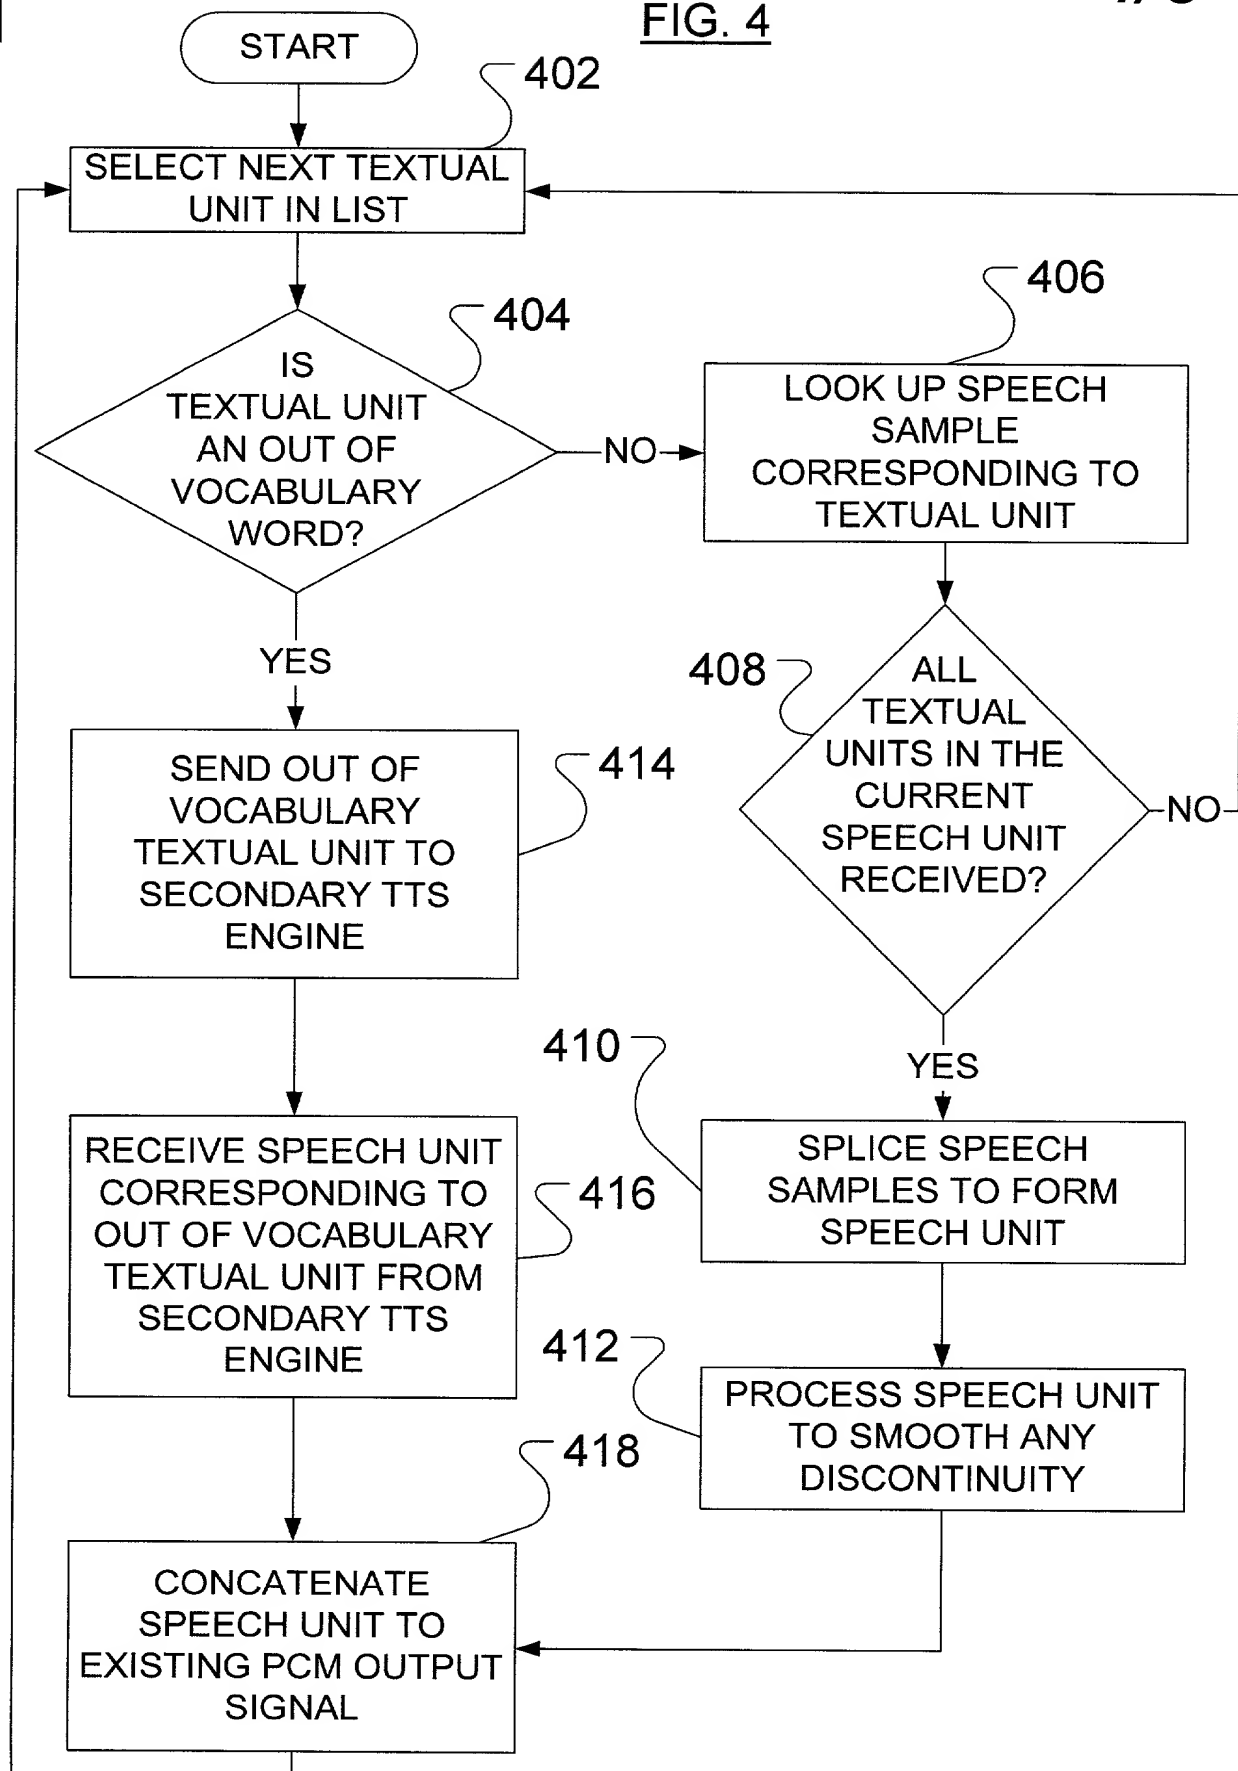 FIG. 4
START
402
SELECT NEXT TEXTUAL
UNIT IN LIST
404
IS
TEXTUAL UNIT
AN OUT OF
VOCABULARY
WORD?
NO
406
LOOK UP SPEECH
SAMPLE
CORRESPONDING TO
TEXTUAL UNIT
YES
408
ALL
TEXTUAL
UNITS IN THE
CURRENT
SPEECH UNIT
RECEIVED?
NO
414
SEND OUT OF
VOCABULARY
TEXTUAL UNIT TO
SECONDARY TTS
ENGINE
YES
410
SPLICE SPEECH
SAMPLES TO FORM
SPEECH UNIT
416
RECEIVE SPEECH UNIT
CORRESPONDING TO
OUT OF VOCABULARY
TEXTUAL UNIT FROM
SECONDARY TTS
ENGINE
412
PROCESS SPEECH UNIT
TO SMOOTH ANY
DISCONTINUITY
418
CONCATENATE
SPEECH UNIT TO
EXISTING PCM OUTPUT
SIGNAL